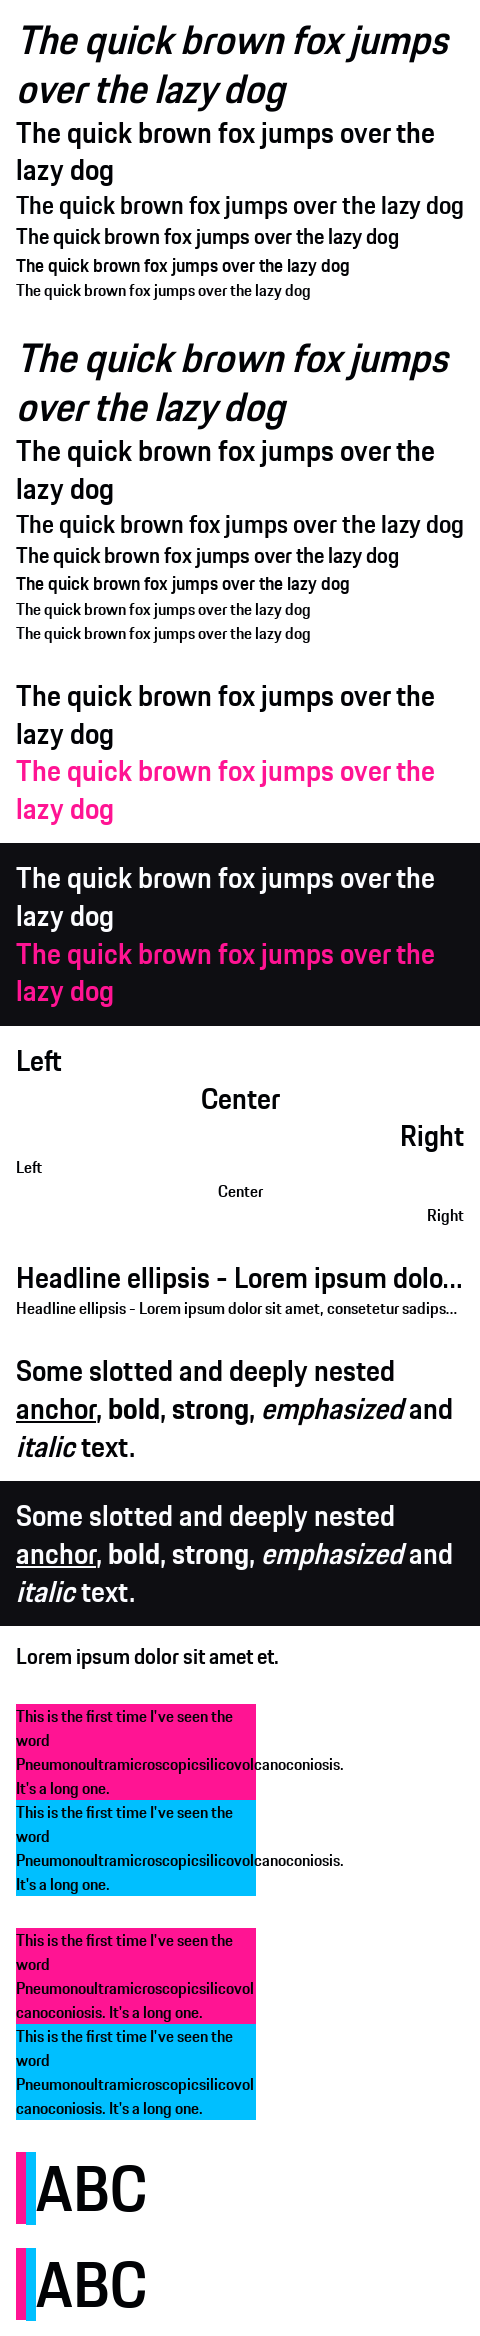 The quick brown fox jumps
over the lazy dog
The quick brown fox jumps over the
lazy dog
The quick brown fox jumps over the lazy dog
The quick brown fox jumps over the lazy dog
The quick brown fox jumps over the lazy dog
The quick brown fox jumps over the lazy dog
The quick brown fox jumps
over the lazy dog
The quick brown fox jumps over the
lazy dog
The quick brown fox jumps over the lazy dog
The quick brown fox jumps over the lazy dog
The quick brown fox jumps over the lazy dog
The quick brown fox jumps over the lazy dog
The quick brown fox jumps over the lazy dog
The quick brown fox jumps over the
lazy dog
The quick brown fox jumps over the
lazy dog
The quick brown fox jumps over the
lazy dog
The quick brown fox jumps over the
lazy dog
Left
Center
Right
Left
Center
Right
Headline ellipsis - Lorem ipsum dolo...
Headline ellipsis - Lorem ipsum dolor sit amet, consetetur sadips...
Some slotted and deeply nested
anchor, bold, strong, emphasized and
italic text.
Some slotted and deeply nested
anchor, bold, strong, emphasized and
italic text.
Lorem ipsum dolor sit amet et.
This is the first time I've seen the
word
Pneumonoultramicroscopicsilicovolcanoconiosis.
It's a long one.
This is the first time I've seen the
word
Pneumonoultramicroscopicsilicovolcanoconiosis.
It's a long one.
This is the first time I've seen the
word
Pneumonoultramicroscopicsilicovol
canoconiosis. It's a long one.
This is the first time I've seen the
word
Pneumonoultramicroscopicsilicovol
canoconiosis. It's a long one.
ABC
ABC